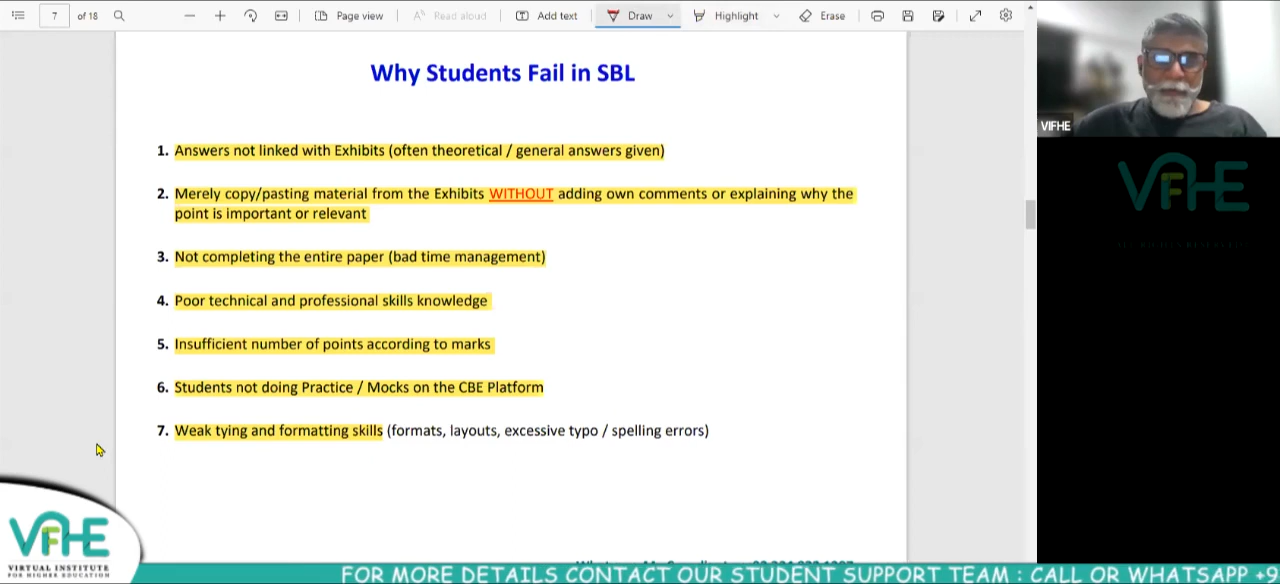 7 of 18 Page view Read aloud Add text Draw Highlight Erase
Why Students Fail in SBL
1. Answers not linked with Exhibits (often theoretical / general answers given)
2. Merely copy/pasting material from the Exhibits WITHOUT adding own comments or explaining why the
point is important or relevant
3. Not completing the entire paper (bad time management)
4. Poor technical and professional skills knowledge
5. Insufficient number of points according to marks
6. Students not doing Practice / Mocks on the CBE Platform
7. Weak tying and formatting skills (formats, layouts, excessive typo / spelling errors)
VIFHE
VIFHE
ALL RIGHTS RESERVED
VIFHE
VIRTUAL INSTITUTE
FOR HIGHER EDUCATION
FOR MORE DETAILS CONTACT OUR STUDENT SUPPORT TEAM : CALL OR WHATSAPP +9